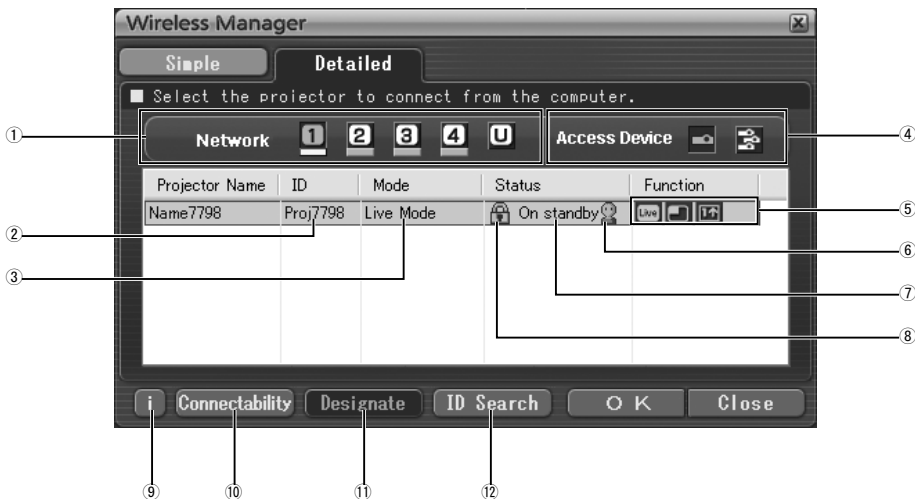 Wireless Manager
Simple Detailed
Select the projector to connect from the computer.
① Network 1 2 3 4 U Access Device ④
Projector Name ID Mode Status Function
Name7798 Proj7798 Live Mode On standby Live ⑤
② ⑥
③ ⑦
⑧
i Connectability Designate ID Search O K Close
⑨ ⑩ ⑪ ⑫